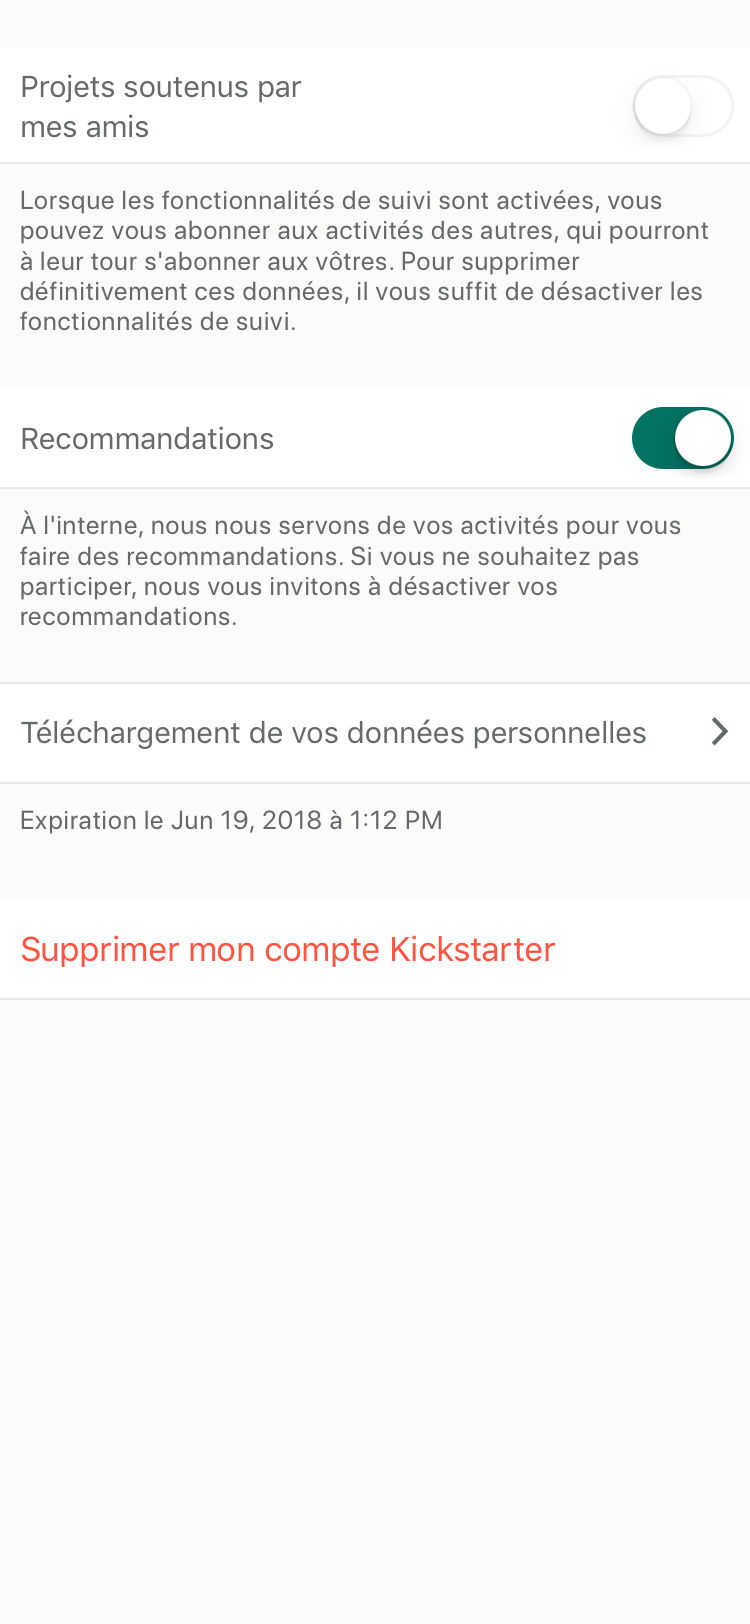 Projets soutenus par
mes amis
Lorsque les fonctionnalités de suivi sont activées, vous
pouvez vous abonner aux activités des autres, qui pourront
à leur tour s'abonner aux vôtres. Pour supprimer
définitivement ces données, il vous suffit de désactiver les
fonctionnalités de suivi.
Recommandations
À l'interne, nous nous servons de vos activités pour vous
faire des recommandations. Si vous ne souhaitez pas
participer, nous vous invitons à désactiver vos
recommandations.
Téléchargement de vos données personnelles
Expiration le Jun 19, 2018 à 1:12 PM
Supprimer mon compte Kickstarter